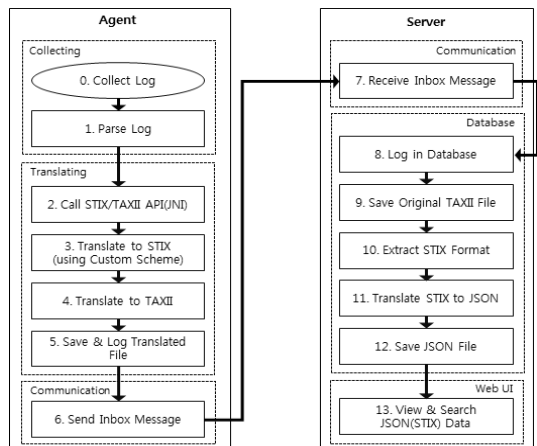 Agent
Collecting
0. Collect Log
1. Parse Log
Translating
2. Call STIX/TAXII API(JNI)
3. Translate to STIX
(using Custom Scheme)
4. Translate to TAXII
5. Save & Log Translated
File
Communication
6. Send Inbox Message
Server
Communication
7. Receive Inbox Message
Database
8. Log in Database
9. Save Original TAXII File
10. Extract STIX Format
11. Translate STIX to JSON
12. Save JSON File
Web UI
13. View & Search
JSON(STIX) Data